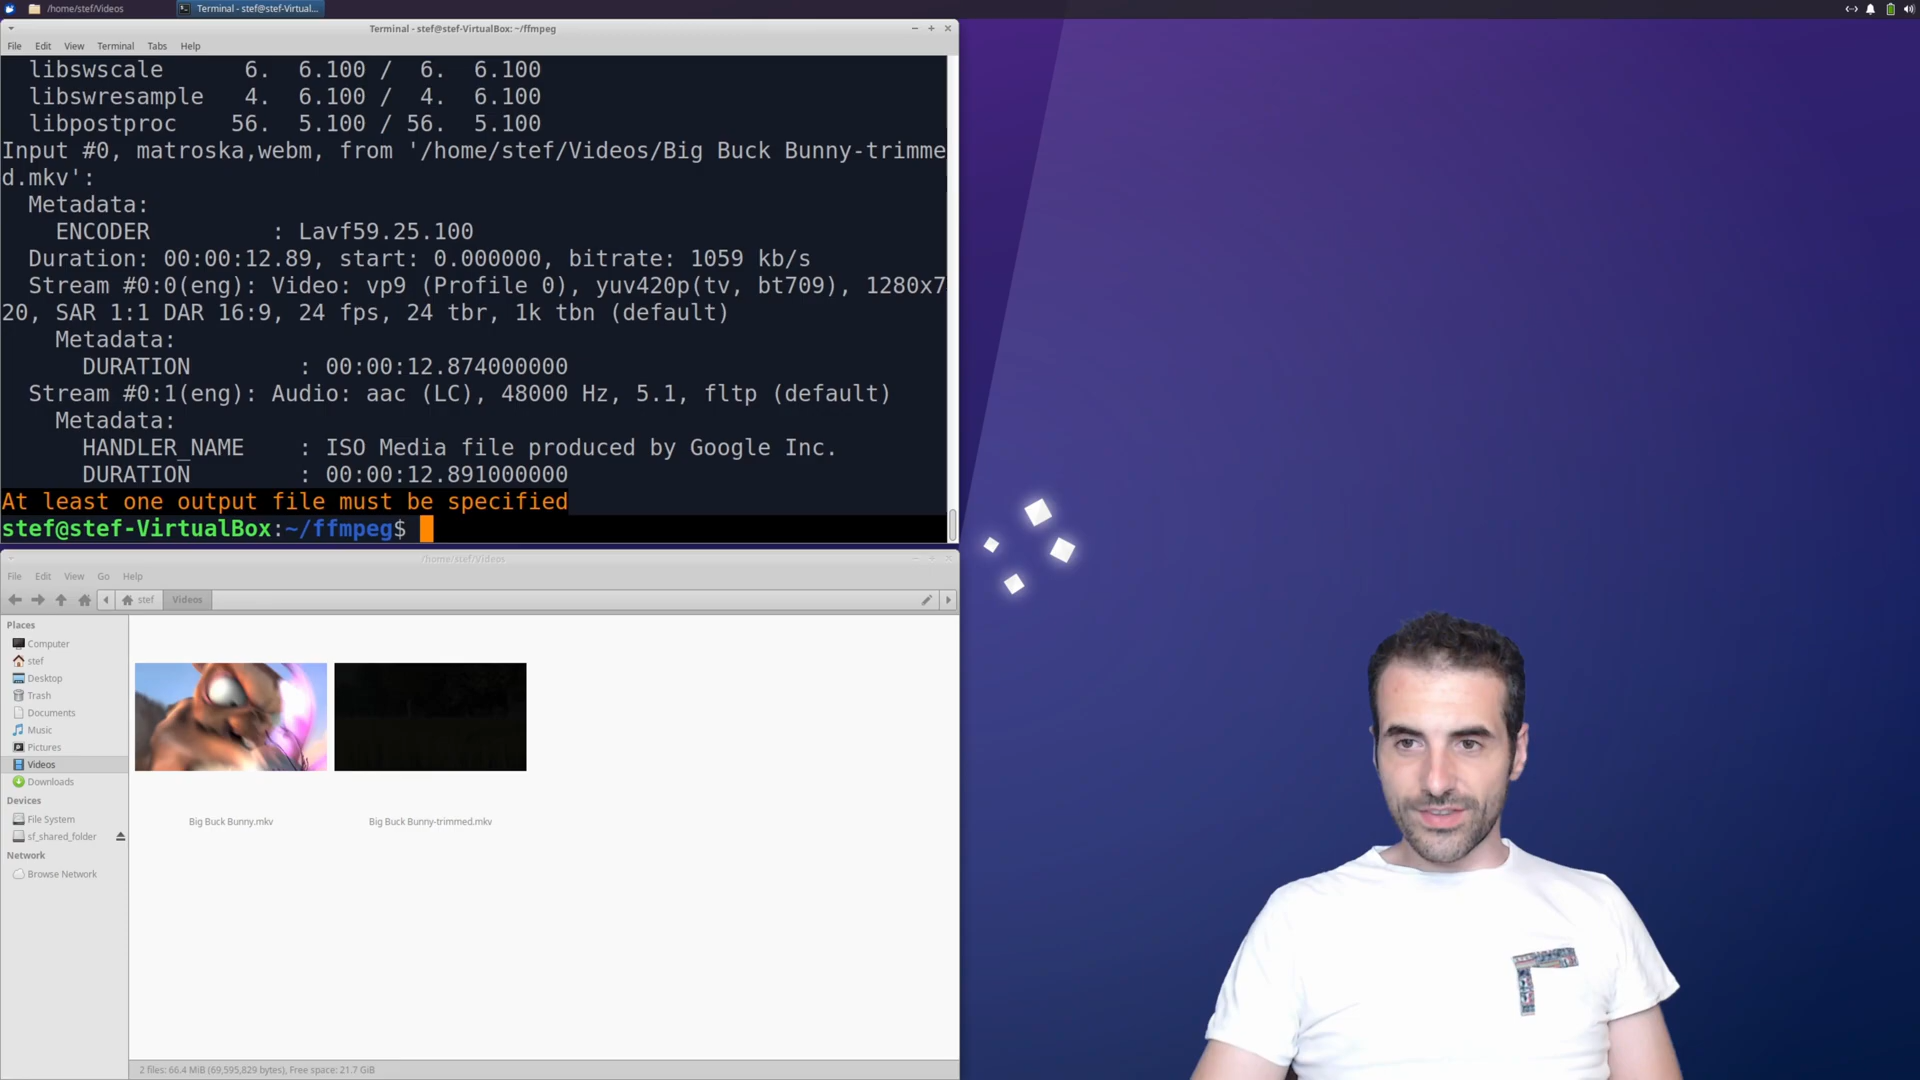 /home/stef/Videos
Terminal - stef@stef-Virtual...
Terminal - stef@stef-VirtualBox: ~/ffmpeg
File Edit View Terminal Tabs Help
libswscale 6. 6.100 / 6. 6.100
libswresample 4. 6.100 / 4. 6.100
libpostproc 56. 5.100 / 56. 5.100
Input #0, matroska,webm, from '/home/stef/Videos/Big Buck Bunny-trimme
d.mkv':
Metadata:
ENCODER : Lavf59.25.100
Duration: 00:00:12.89, start: 0.000000, bitrate: 1059 kb/s
Stream #0:0(eng): Video: vp9 (Profile 0), yuv420p(tv, bt709), 1280x7
20, SAR 1:1 DAR 16:9, 24 fps, 24 tbr, 1k tbn (default)
Metadata:
DURATION : 00:00:12.874000000
Stream #0:1(eng): Audio: aac (LC), 48000 Hz, 5.1, fltp (default)
Metadata:
HANDLER_NAME : ISO Media file produced by Google Inc.
DURATION : 00:00:12.891000000
At least one output file must be specified
stef@stef-VirtualBox:~/ffmpeg$
/home/stef/Videos
File Edit View Go Help
stef Videos
Places
Computer
stef
Desktop
Trash
Documents
Music
Pictures
Videos
Downloads
Devices
File System
sf_shared_folder
Network
Browse Network
Big Buck Bunny.mkv
Big Buck Bunny-trimmed.mkv
2 files: 66.4 MiB (69,595,829 bytes), Free space: 21.7 GiB